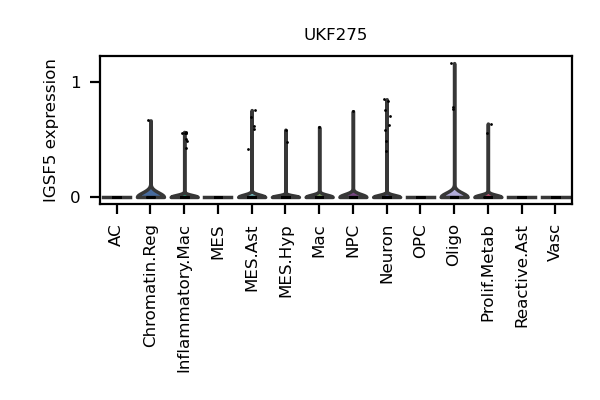 UKF275
IGSF5 expression
1
0
AC
Chromatin.Reg
Inflammatory.Mac
MES
MES.Ast
MES.Hyp
Mac
NPC
Neuron
OPC
Oligo
Prolif.Metab
Reactive.Ast
Vasc